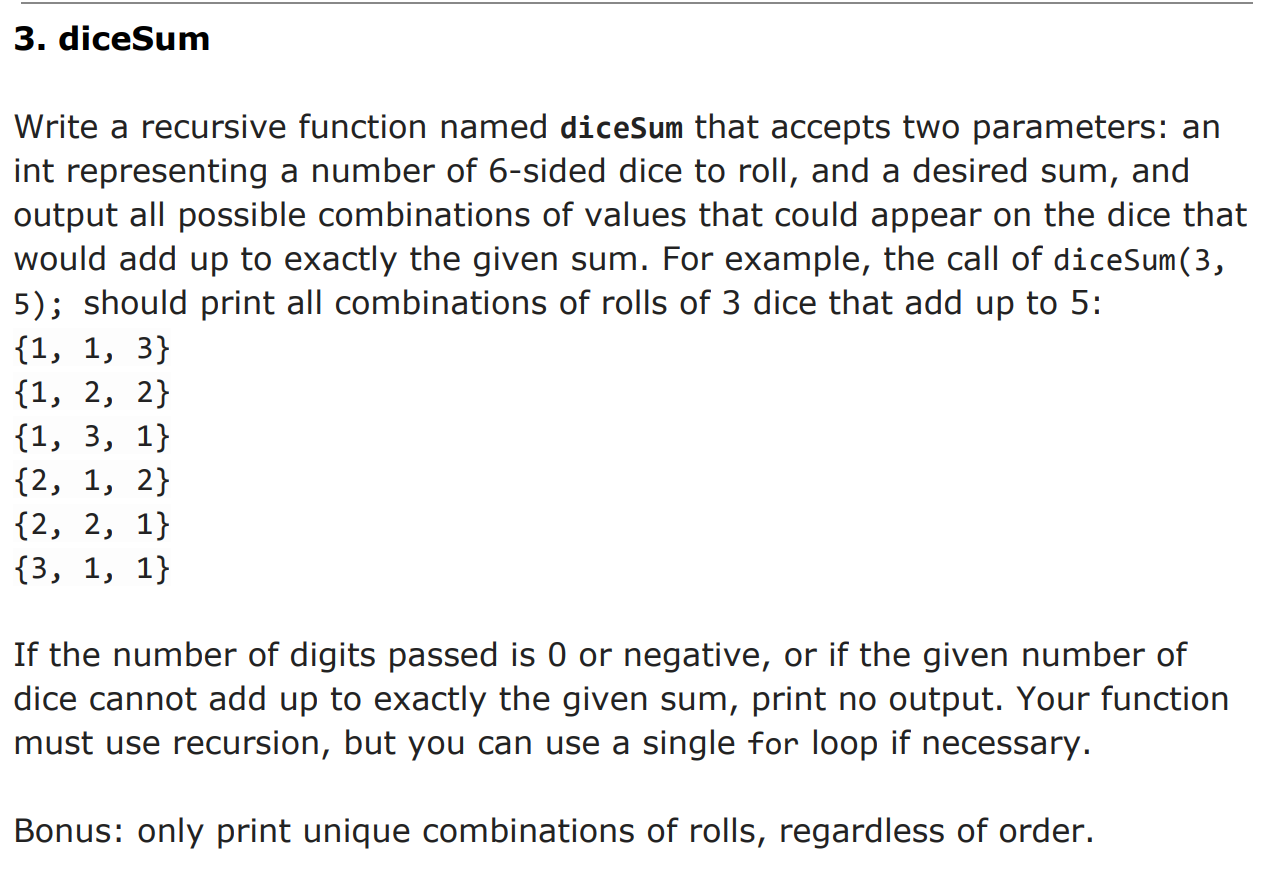 3. diceSum
Write a recursive function named diceSum that accepts two parameters: an
int representing a number of 6-sided dice to roll, and a desired sum, and
output all possible combinations of values that could appear on the dice that
would add up to exactly the given sum. For example, the call of diceSum(3,
5); should print all combinations of rolls of 3 dice that add up to 5:
{1, 1, 3}
{1, 2, 2}
{1, 3, 1}
{2, 1, 2}
{2, 2, 1}
{3, 1, 1}
If the number of digits passed is 0 or negative, or if the given number of
dice cannot add up to exactly the given sum, print no output. Your function
must use recursion, but you can use a single for loop if necessary.
Bonus: only print unique combinations of rolls, regardless of order.